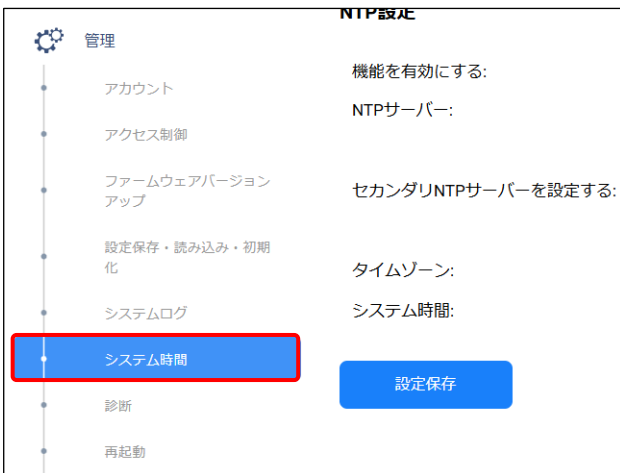 管理
アカウント
アクセス制御
ファームウェアバージョン
アップ
設定保存・読み込み・初期
化
システムログ
システム時間
診断
再起動
NTP設定
機能を有効にする:
NTPサーバー:
セカンダリNTPサーバーを設定する:
タイムゾーン:
システム時間:
設定保存